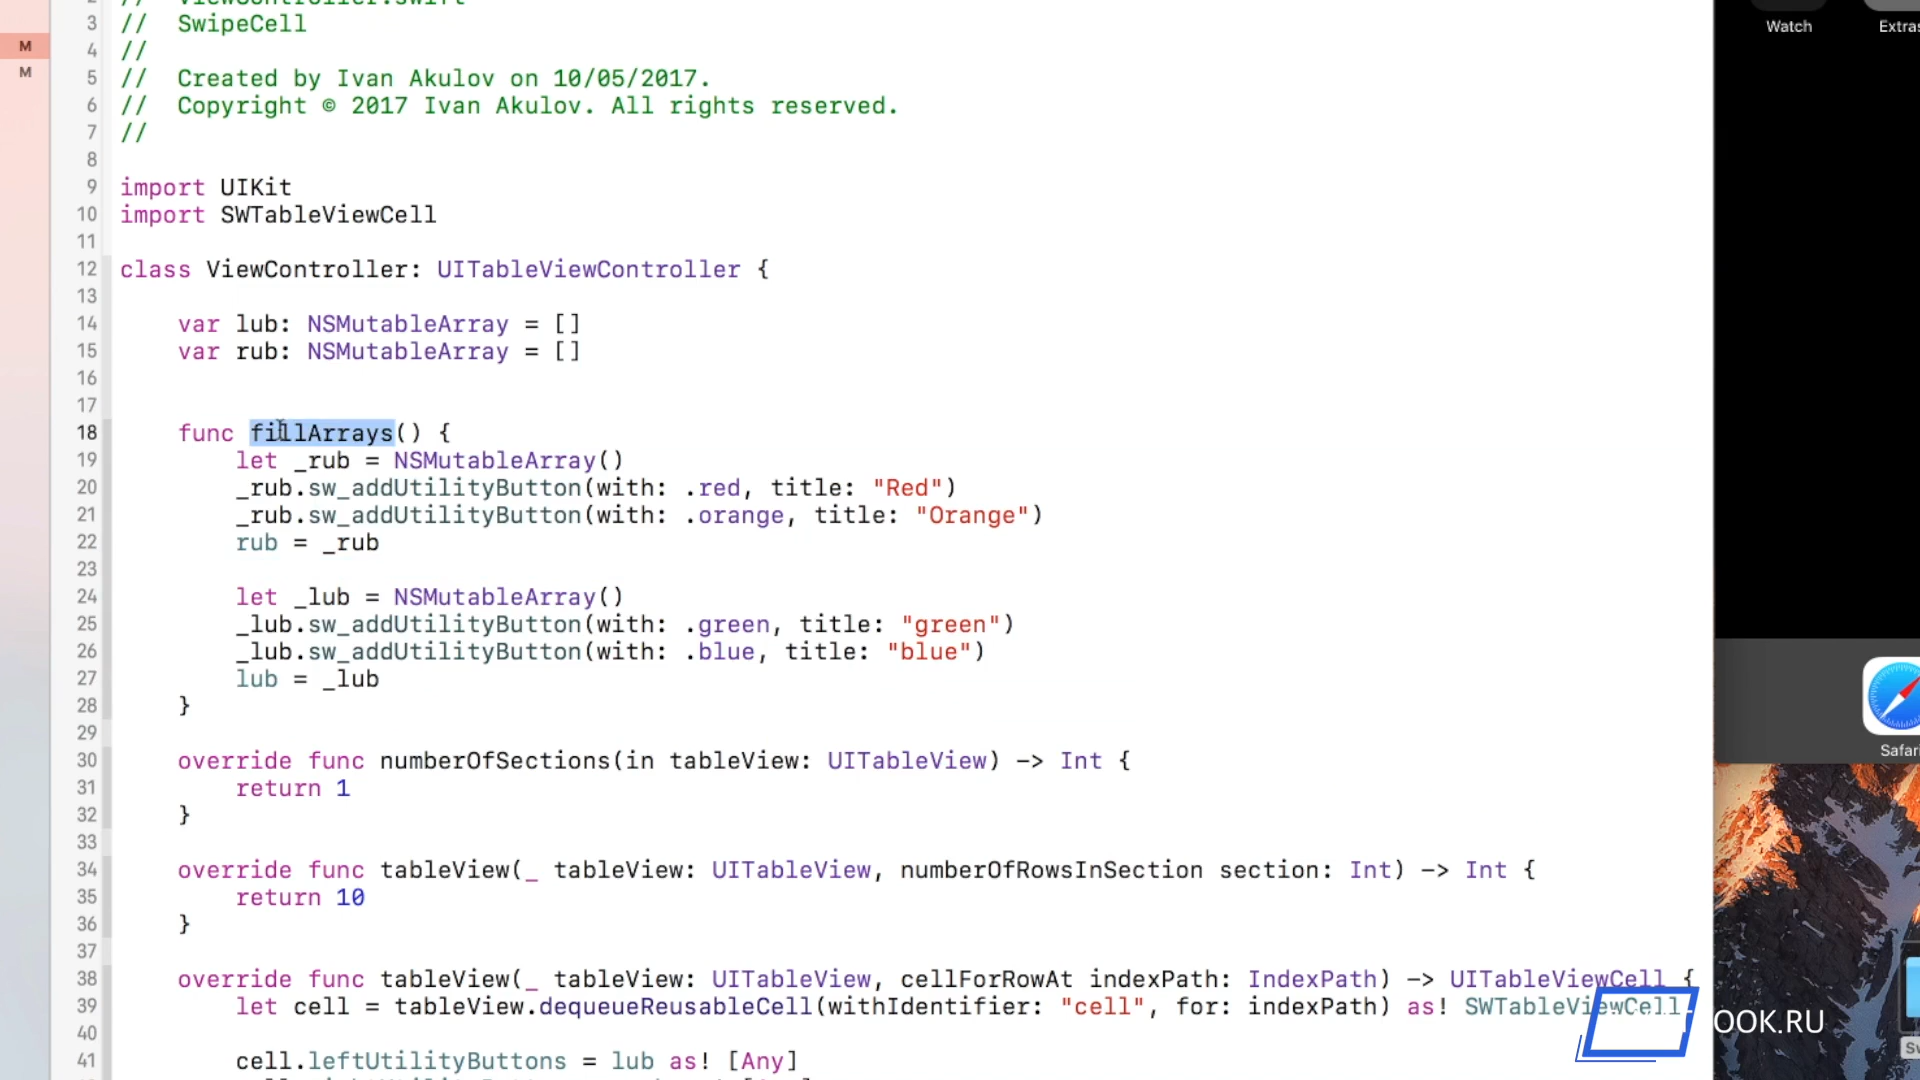 2 // ViewController.swift
3 // SwipeCell
4 //
5 // Created by Ivan Akulov on 10/05/2017.
6 // Copyright © 2017 Ivan Akulov. All rights reserved.
7 //
8
9 import UIKit
10 import SWTableViewCell
11
12 class ViewController: UITableViewController {
13
14 var lub: NSMutableArray = []
15 var rub: NSMutableArray = []
16
17
18 func fillArrays() {
19 let _rub = NSMutableArray()
20 _rub.sw_addUtilityButton(with: .red, title: "Red")
21 _rub.sw_addUtilityButton(with: .orange, title: "Orange")
22 rub = _rub
23
24 let _lub = NSMutableArray()
25 _lub.sw_addUtilityButton(with: .green, title: "green")
26 _lub.sw_addUtilityButton(with: .blue, title: "blue")
27 lub = _lub
28 }
29
30 override func numberOfSections(in tableView: UITableView) -> Int {
31 return 1
32 }
33
34 override func tableView(_ tableView: UITableView, numberOfRowsInSection section: Int) -> Int {
35 return 10
36 }
37
38 override func tableView(_ tableView: UITableView, cellForRowAt indexPath: IndexPath) -> UITableViewCell {
39 let cell = tableView.dequeueReusableCell(withIdentifier: "cell", for: indexPath) as! SWTableViewCell
40
41 cell.leftUtilityButtons = lub as! [Any]
M
M
Watch
Extras
Safari
OOK.RU